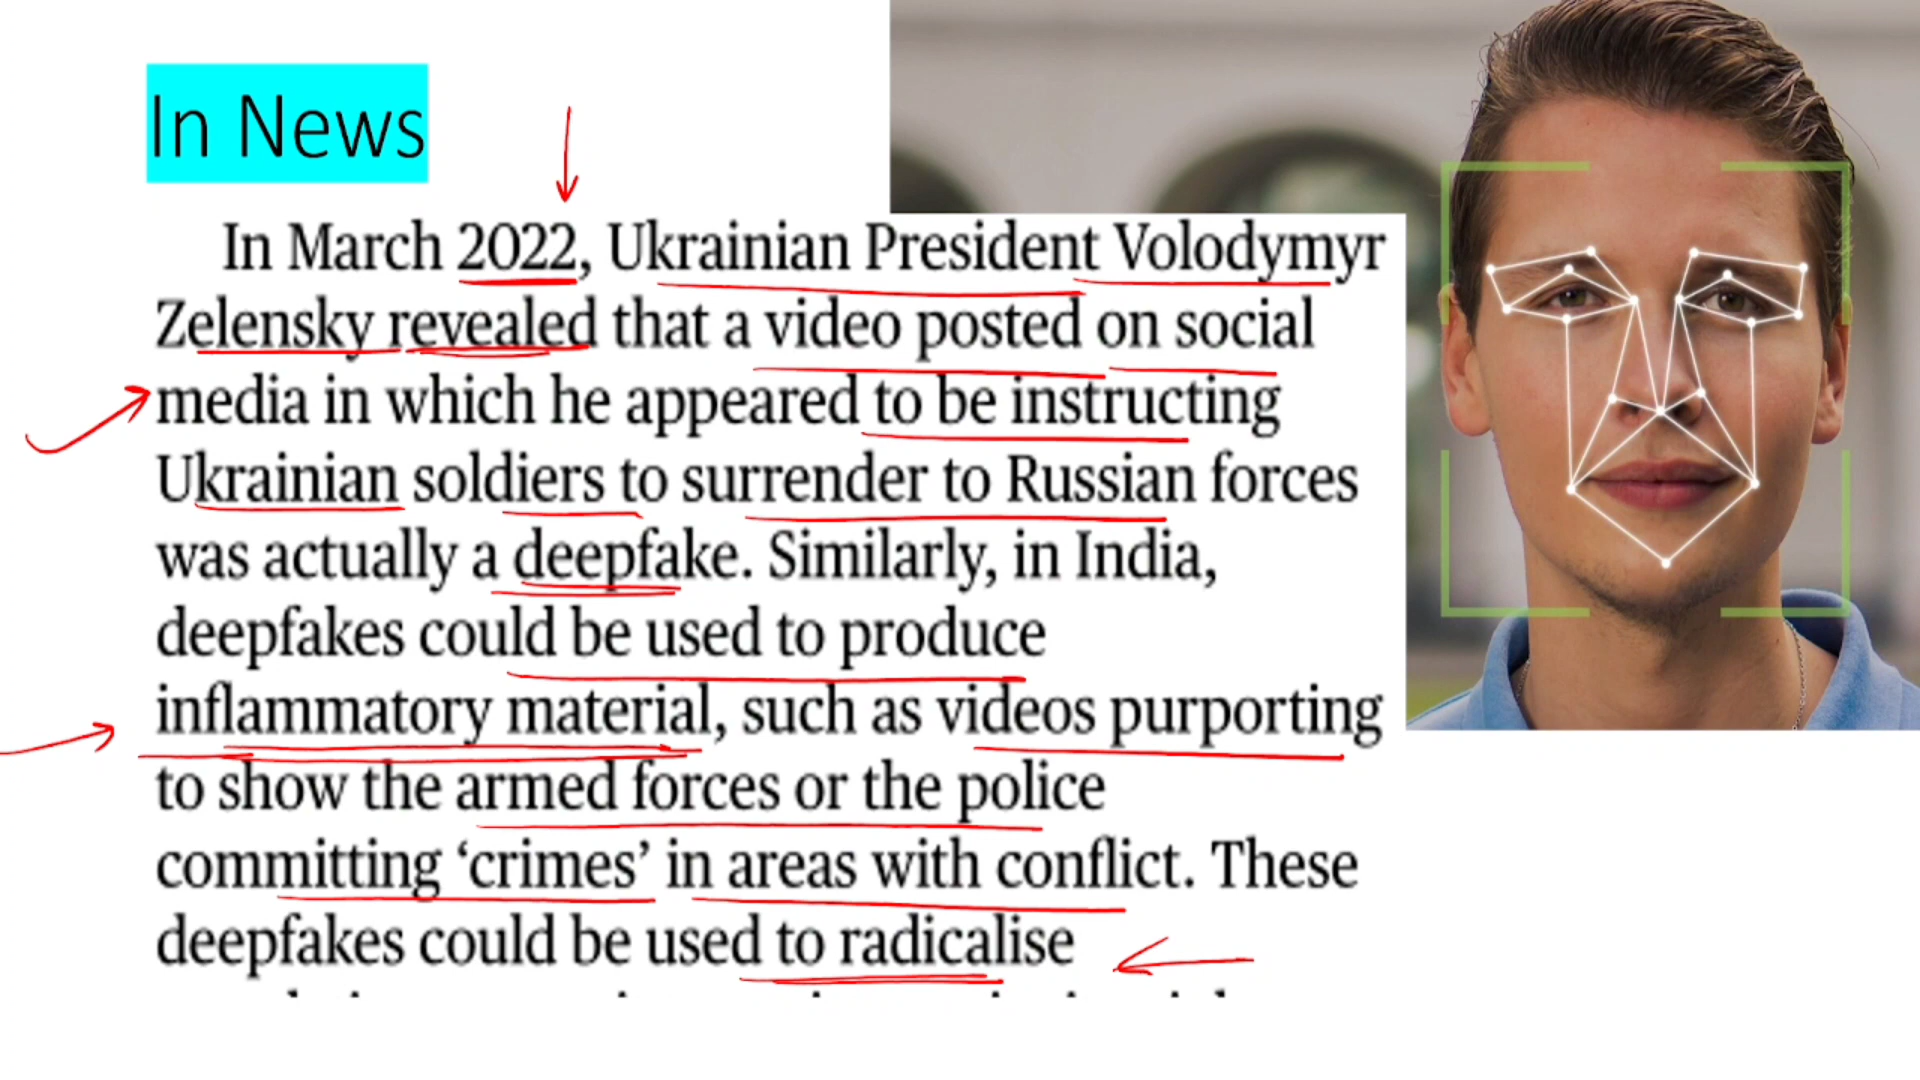 In News
In March 2022, Ukrainian President Volodymyr
Zelensky revealed that a video posted on social
media in which he appeared to be instructing
Ukrainian soldiers to surrender to Russian forces
was actually a deepfake. Similarly, in India,
deepfakes could be used to produce
inflammatory material, such as videos purporting
to show the armed forces or the police
committing ‘crimes’ in areas with conflict. These
deepfakes could be used to radicalise